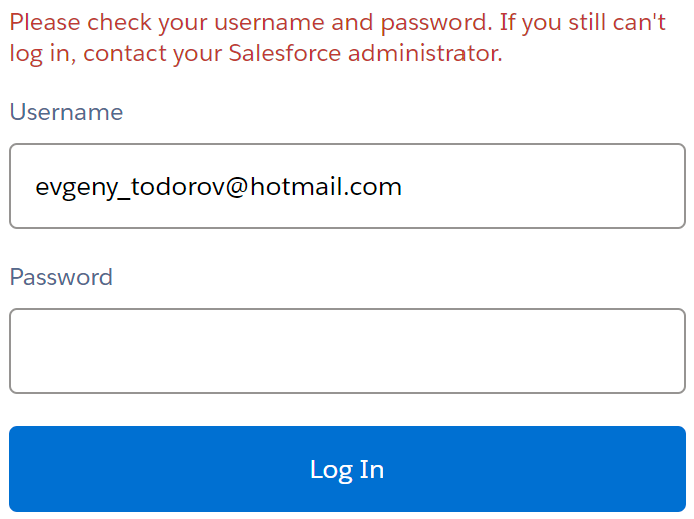 Please check your username and password. If you still can't
log in, contact your Salesforce administrator.
Username
evgeny_todorov@hotmail.com
Password
Log In